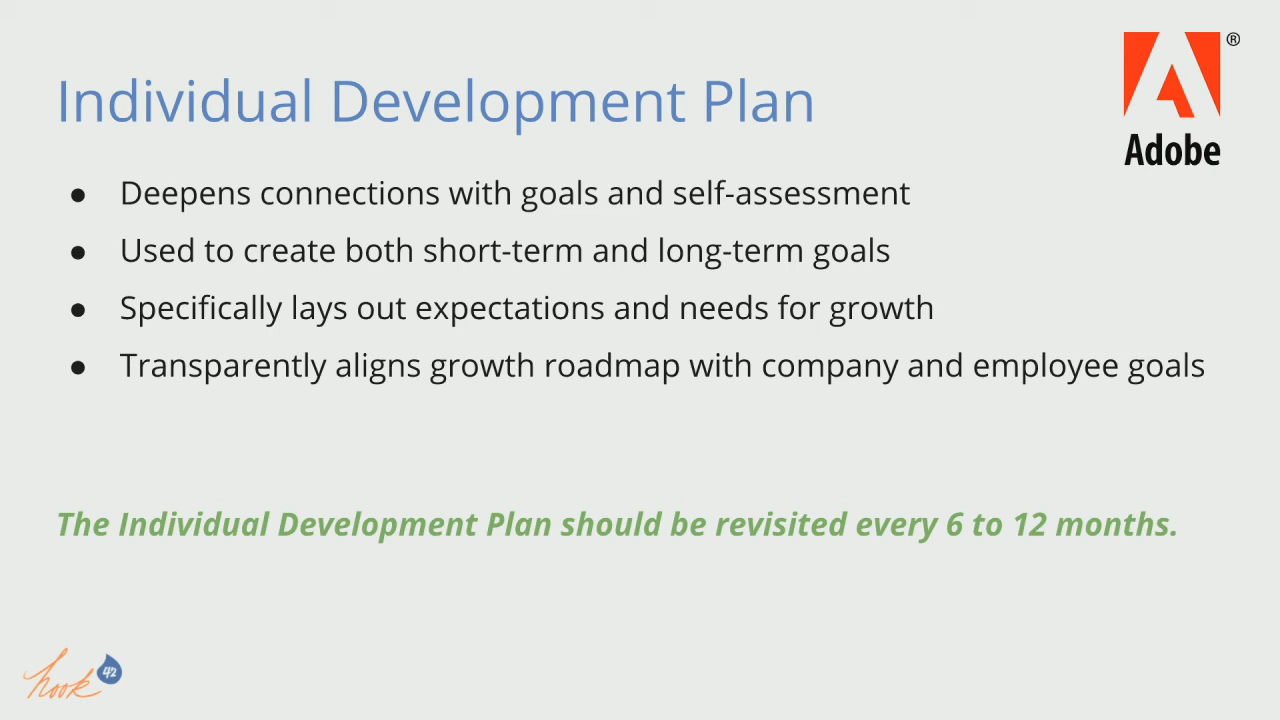 Individual Development Plan
®
Adobe
● Deepens connections with goals and self-assessment
● Used to create both short-term and long-term goals
● Specifically lays out expectations and needs for growth
● Transparently aligns growth roadmap with company and employee goals
The Individual Development Plan should be revisited every 6 to 12 months.
hook 42